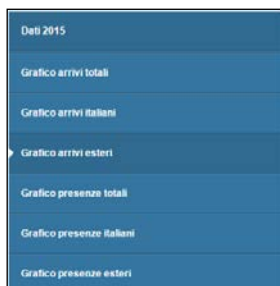 Dati 2015
Grafico arrivi totali
Grafico arrivi italiani
Grafico arrivi esteri
Grafico presenze totali
Grafico presenze italiani
Grafico presenze esteri